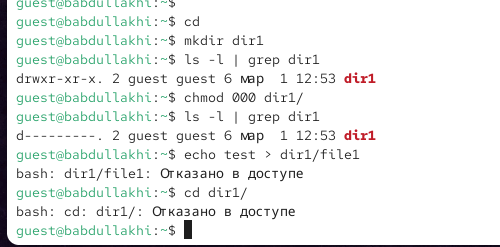 guest@babdullakhi:~$
guest@babdullakhi:~$ cd
guest@babdullakhi:~$ mkdir dir1
guest@babdullakhi:~$ ls -l | grep dir1
drwxr-xr-x. 2 guest guest 6 мар  1 12:53 dir1
guest@babdullakhi:~$ chmod 000 dir1/
guest@babdullakhi:~$ ls -l | grep dir1
d---------. 2 guest guest 6 мар  1 12:53 dir1
guest@babdullakhi:~$ echo test > dir1/file1
bash: dir1/file1: Отказано в доступе
guest@babdullakhi:~$ cd dir1/
bash: cd: dir1/: Отказано в доступе
guest@babdullakhi:~$